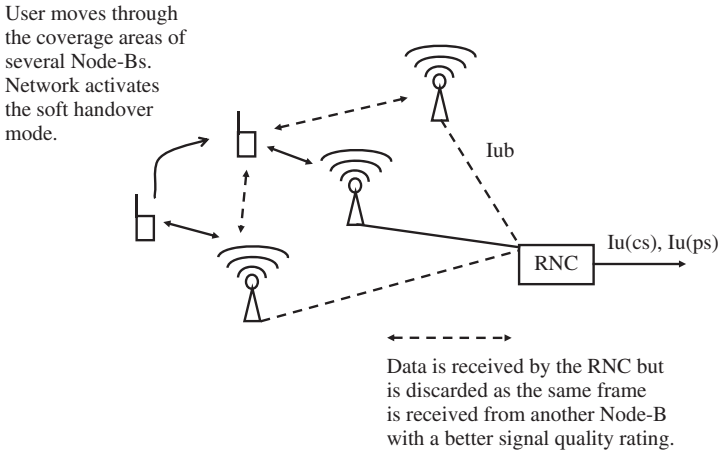 User moves through
the coverage areas of
several Node-Bs.
Network activates
the soft handover
mode.
Iub
RNC
Iu(cs), Iu(ps)
Data is received by the RNC but
is discarded as the same frame
is received from another Node-B
with a better signal quality rating.